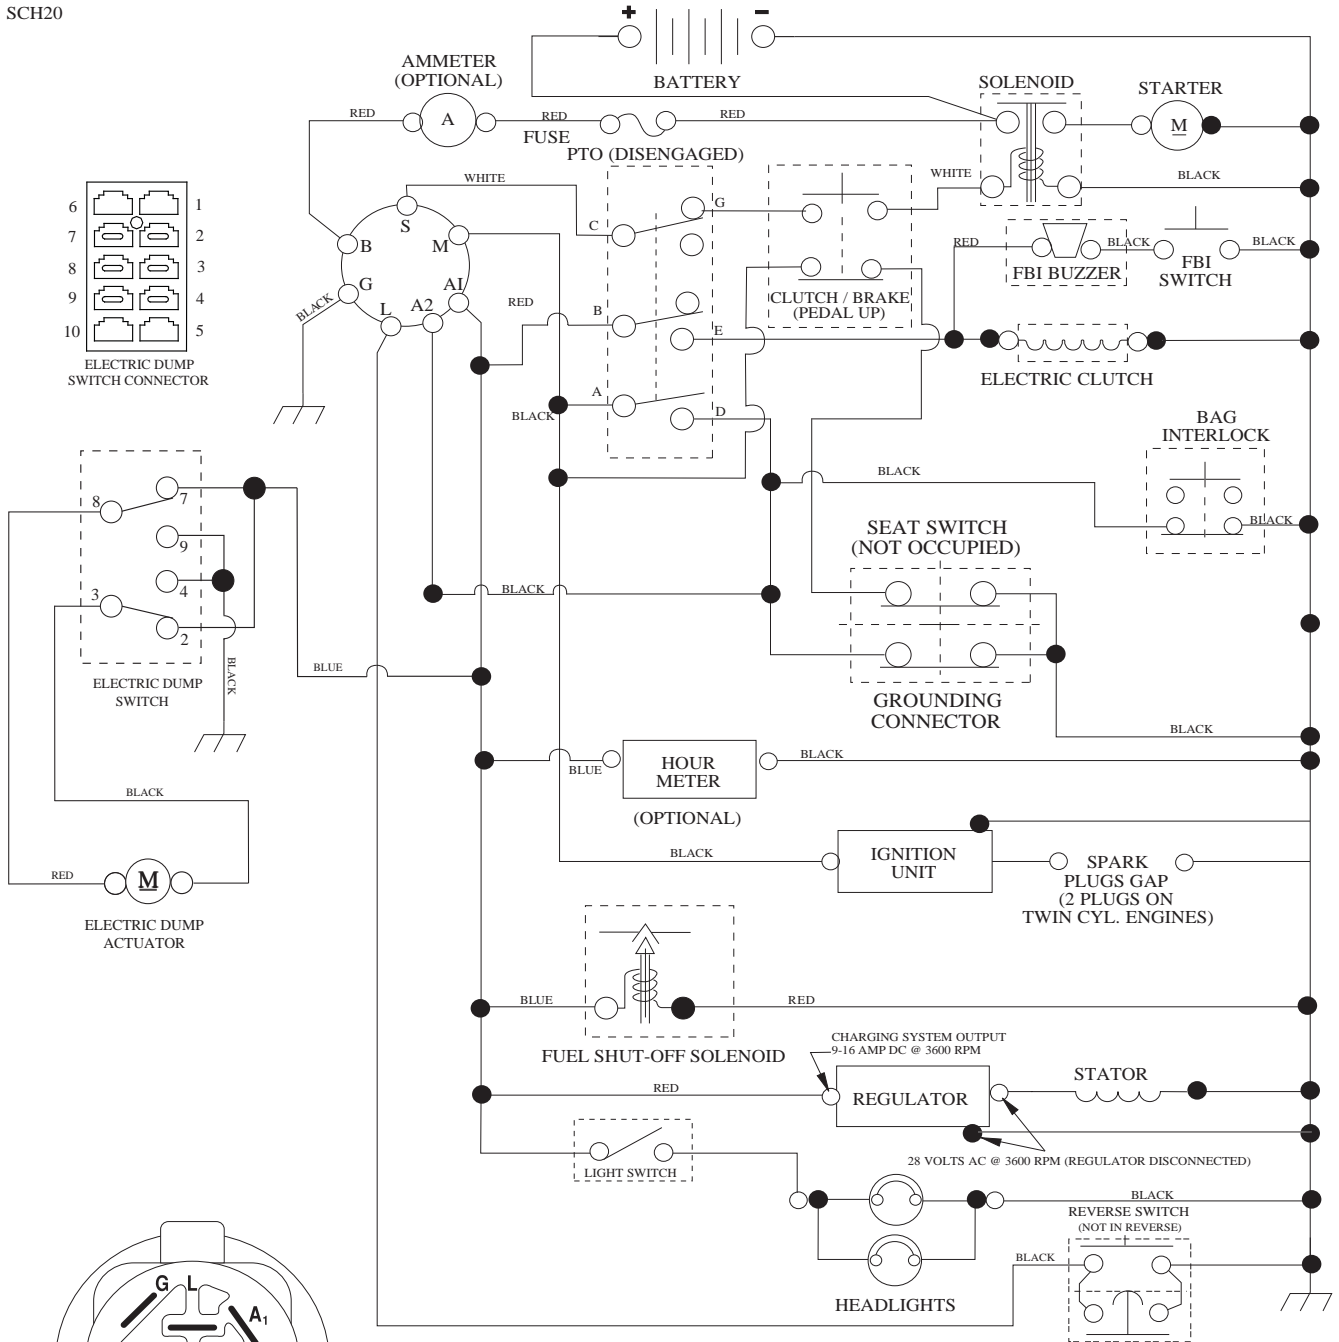 SCH20
+ −
BATTERY
AMMETER
(OPTIONAL)
A
RED
RED
FUSE
RED
PTO (DISENGAGED)
SOLENOID
STARTER
M
WHITE
WHITE
BLACK
6 1
7 2
8 3
9 4
10 5
ELECTRIC DUMP
SWITCH CONNECTOR
S
B
M
G
L
A2
A1
BLACK
RED
BLACK
C
G
B
E
A
D
CLUTCH / BRAKE
(PEDAL UP)
RED
BLACK
BLACK
FBI BUZZER
FBI
SWITCH
ELECTRIC CLUTCH
BAG
INTERLOCK
BLACK
BLACK
SEAT SWITCH
(NOT OCCUPIED)
BLACK
GROUNDING
CONNECTOR
BLACK
8
7
9
4
3
2
BLACK
BLUE
ELECTRIC DUMP
SWITCH
BLUE
HOUR
METER
BLACK
(OPTIONAL)
BLACK
BLACK
IGNITION
UNIT
SPARK
PLUGS GAP
(2 PLUGS ON
TWIN CYL. ENGINES)
RED
M
ELECTRIC DUMP
ACTUATOR
BLUE
RED
FUEL SHUT-OFF SOLENOID
CHARGING SYSTEM OUTPUT
9-16 AMP DC @ 3600 RPM
RED
REGULATOR
STATOR
28 VOLTS AC @ 3600 RPM (REGULATOR DISCONNECTED)
LIGHT SWITCH
BLACK
REVERSE SWITCH
(NOT IN REVERSE)
BLACK
HEADLIGHTS
G L
A1